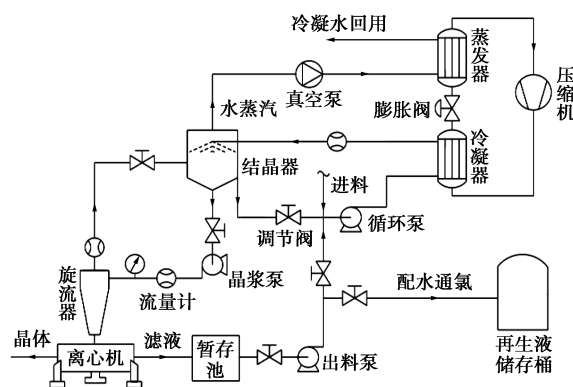 冷凝水回用
蒸发器
压缩机
水蒸汽
真空泵
膨胀阀
结晶器
冷凝器
进料
调节阀
循环泵
旋流器
流量计
晶浆泵
配水通氯
晶体
离心机
滤液
暂存池
出料泵
再生液
储存桶